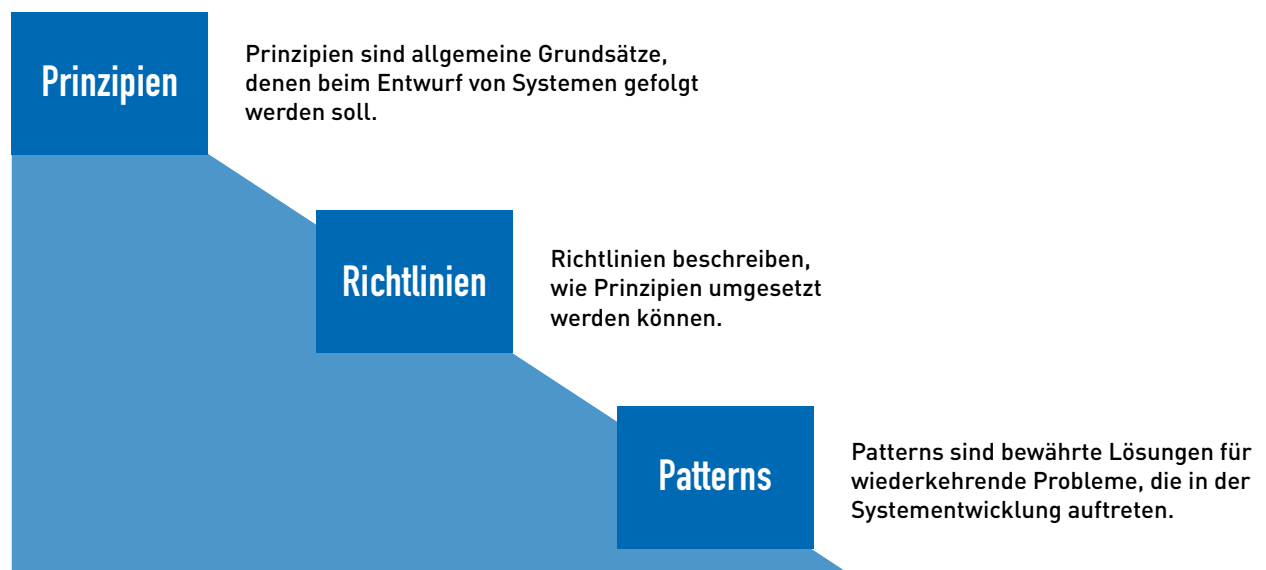 Prinzipien
Prinzipien sind allgemeine Grundsätze,
denen beim Entwurf von Systemen gefolgt
werden soll.
Richtlinien
Richtlinien beschreiben,
wie Prinzipien umgesetzt
werden können.
Patterns
Patterns sind bewährte Lösungen für
wiederkehrende Probleme, die in der
Systementwicklung auftreten.